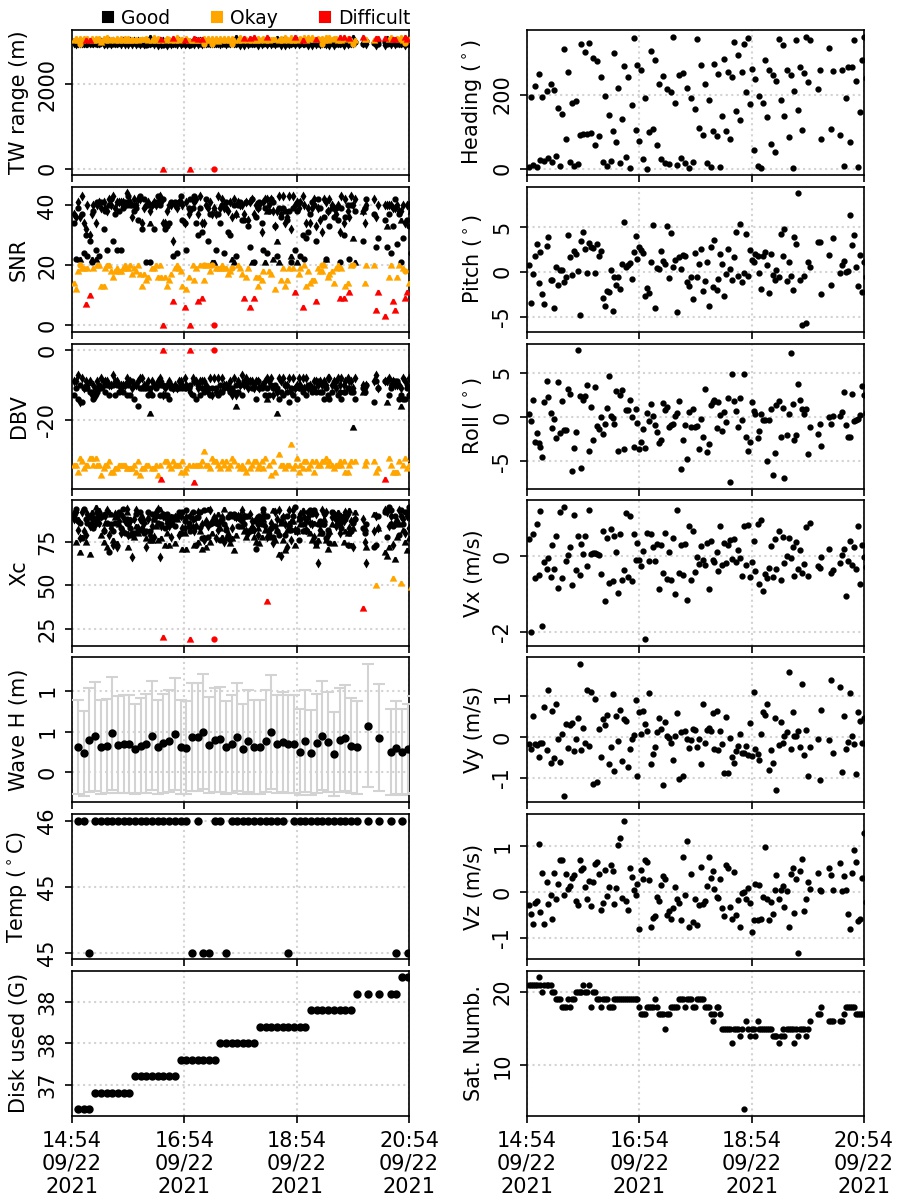 Good Okay Difficult
TW range (m)
2000
0
Heading (°)
200
0
SNR
40
20
0
Pitch (°)
5
0
-5
DBV
0
-20
Roll (°)
5
0
-5
Xc
75
50
25
Vx (m/s)
0
-2
Wave H (m)
1
1
0
Vy (m/s)
1
0
-1
Temp (°C)
46
45
45
Vz (m/s)
1
0
-1
Disk used (G)
38
38
37
Sat. Numb.
20
10
14:54 16:54 18:54 20:54 14:54 16:54 18:54 20:54
09/22 09/22 09/22 09/22 09/22 09/22 09/22 09/22
2021 2021 2021 2021 2021 2021 2021 2021